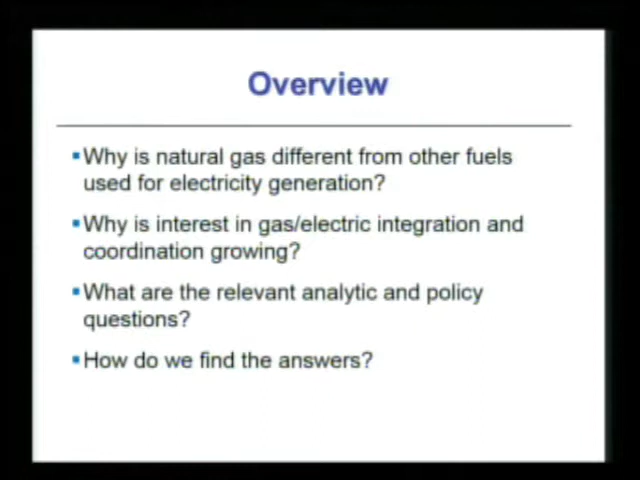 Overview
▪Why is natural gas different from other fuels
used for electricity generation?
▪Why is interest in gas/electric integration and
coordination growing?
▪What are the relevant analytic and policy
questions?
▪How do we find the answers?